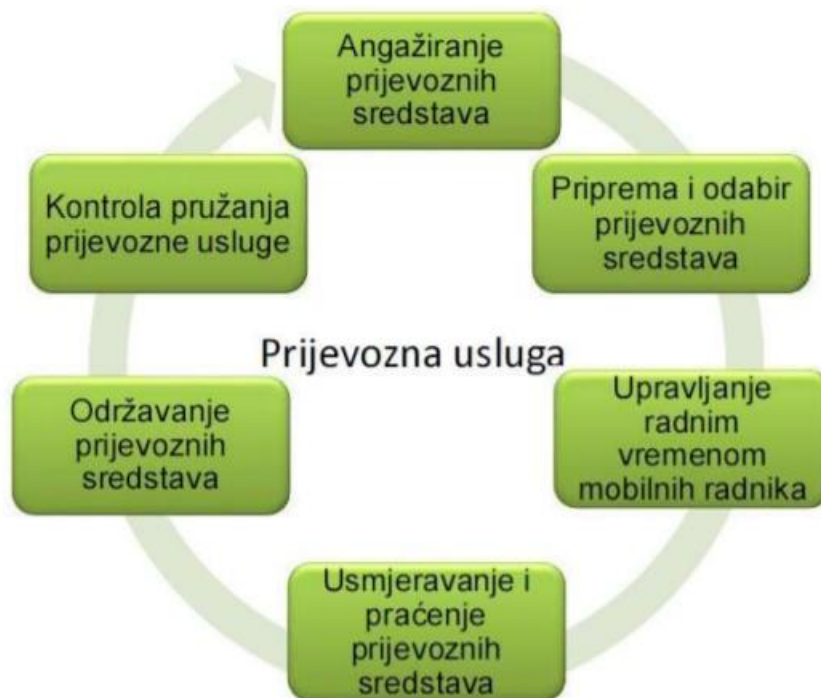 Angažiranje
prijevoznih
sredstava
Priprema i odabir
prijevoznih
sredstava
Upravljanje
radnim
vremenom
mobilnih radnika
Usmjeravanje i
praćenje
prijevoznih
sredstava
Održavanje
prijevoznih
sredstava
Kontrola pružanja
prijevozne usluge
Prijevozna usluga